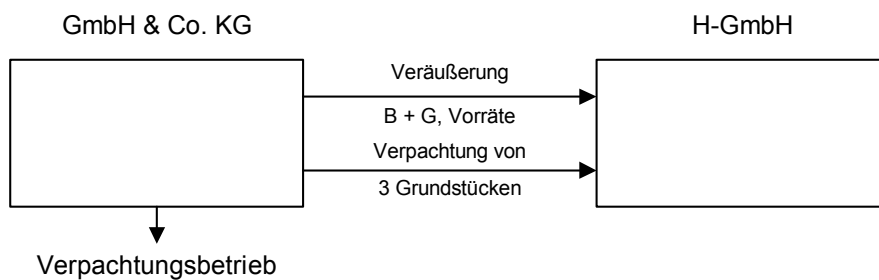 GmbH & Co. KG
H-GmbH
Veräußerung
B + G, Vorräte
Verpachtung von
3 Grundstücken
Verpachtungsbetrieb